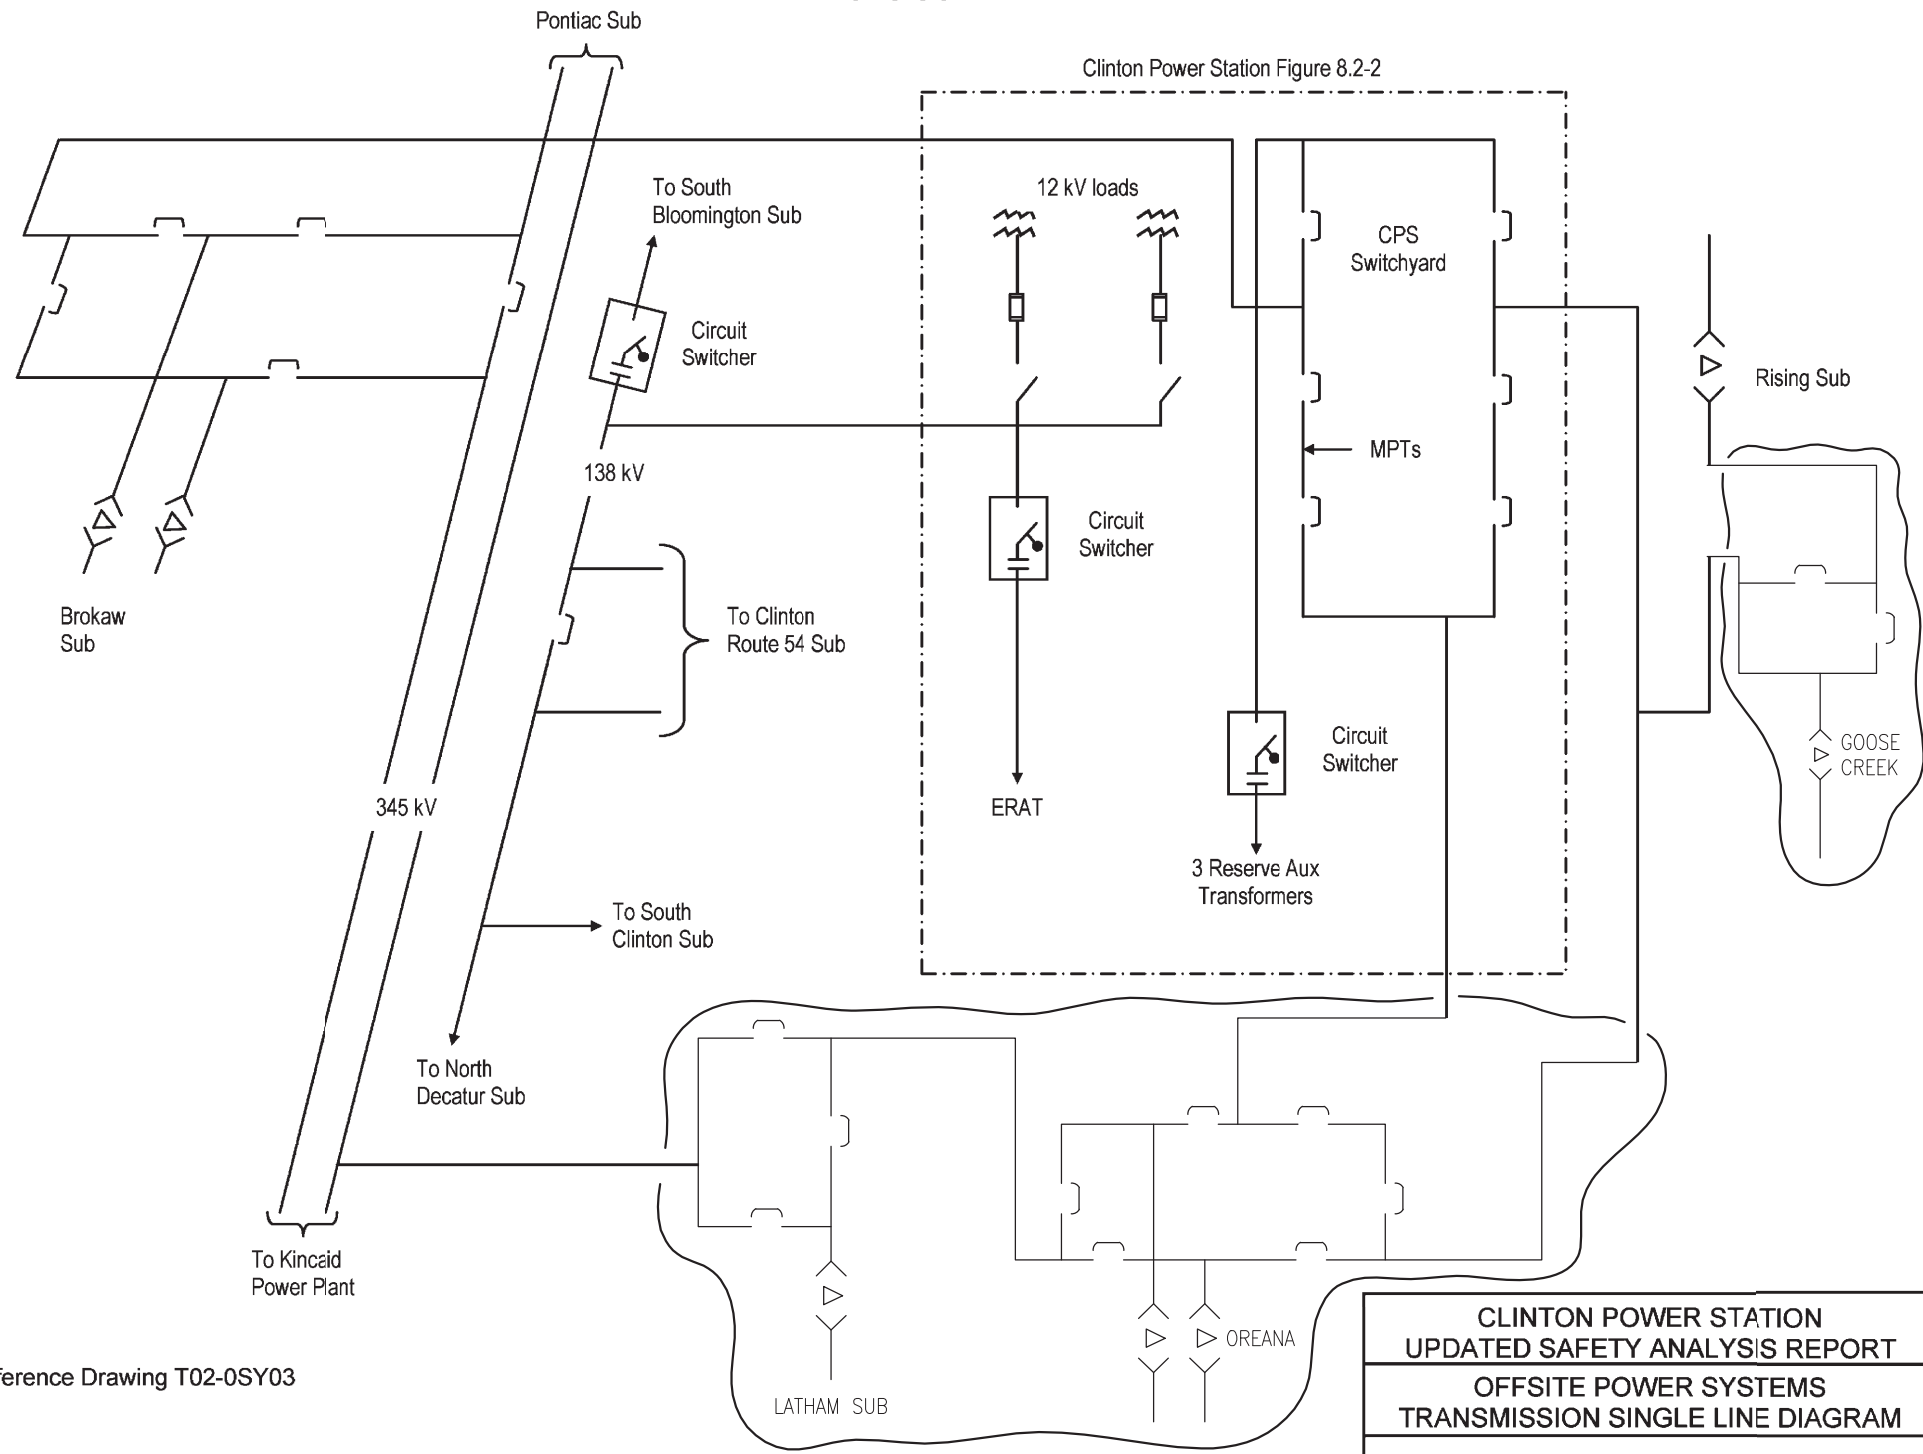 Pontiac Sub
Clinton Power Station Figure 8.2-2
To South
Bloomington Sub
12 kV loads
CPS
Switchyard
Circuit
Switcher
Rising Sub
138 kV
MPTs
Circuit
Switcher
Brokaw
Sub
To Clinton
Route 54 Sub
Circuit
Switcher
GOOSE
CREEK
345 kV
ERAT
3 Reserve Aux
Transformers
To South
Clinton Sub
To North
Decatur Sub
To Kincaid
Power Plant
OREANA
LATHAM SUB
Drawing T02-0SY03
CLINTON POWER STATION
UPDATED SAFETY ANALYSIS REPORT
OFFSITE POWER SYSTEMS
TRANSMISSION SINGLE LINE DIAGRAM